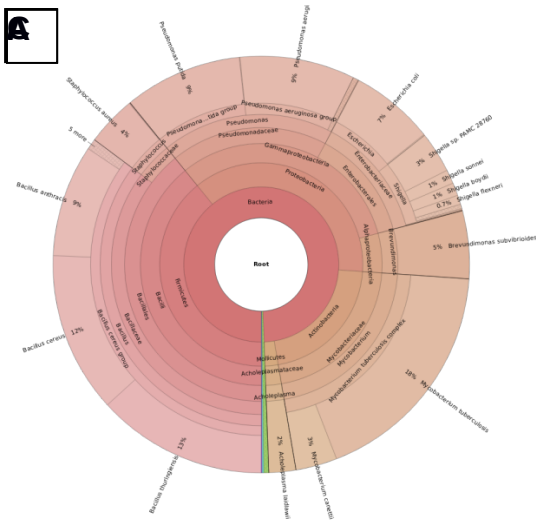 Root
Bacteria
Proteobacteria
Gammaproteobacteria
Pseudomonadaceae
Pseudomonas
Pseudomona ...tida group
Pseudomonas aeruginosa group
Pseudomonas putida 9%
Pseudomonas aerugi 9%
Enterobacterales
Enterobacteriaceae
Escherichia
Escherichia coli 7%
Shigella
3% Shigella sp. PAMC 28760
1% Shigella sonnei
1% Shigella boydii
0.7% Shigella flexneri
Alphaproteobacteria
Brevundimonas
5% Brevundimonas subvibrioides
Actinobacteria
Mycobacteriaceae
Mycobacterium
Mycobacterium tuberculosis complex
18% Mycobacterium tuberculosis
3% Mycobacterium canettii
Mollicutes
Acholeplasmataceae
Acholeplasma
2% Acholeplasma laidlawii
Firmicutes
Bacilli
Bacillales
Bacillaceae
Bacillus
Bacillus cereus group
Bacillus thuringiensis 13%
Bacillus cereus 12%
Bacillus anthracis 9%
5 more
Staphylococcaceae
Staphylococcus
Staphylococcus aureus 4%